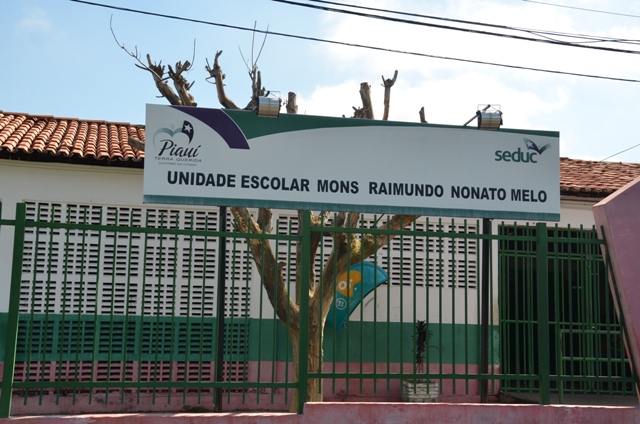 Piauí
TERRA QUERIDA
seduc
UNIDADE ESCOLAR MONS RAIMUNDO NONATO MELO